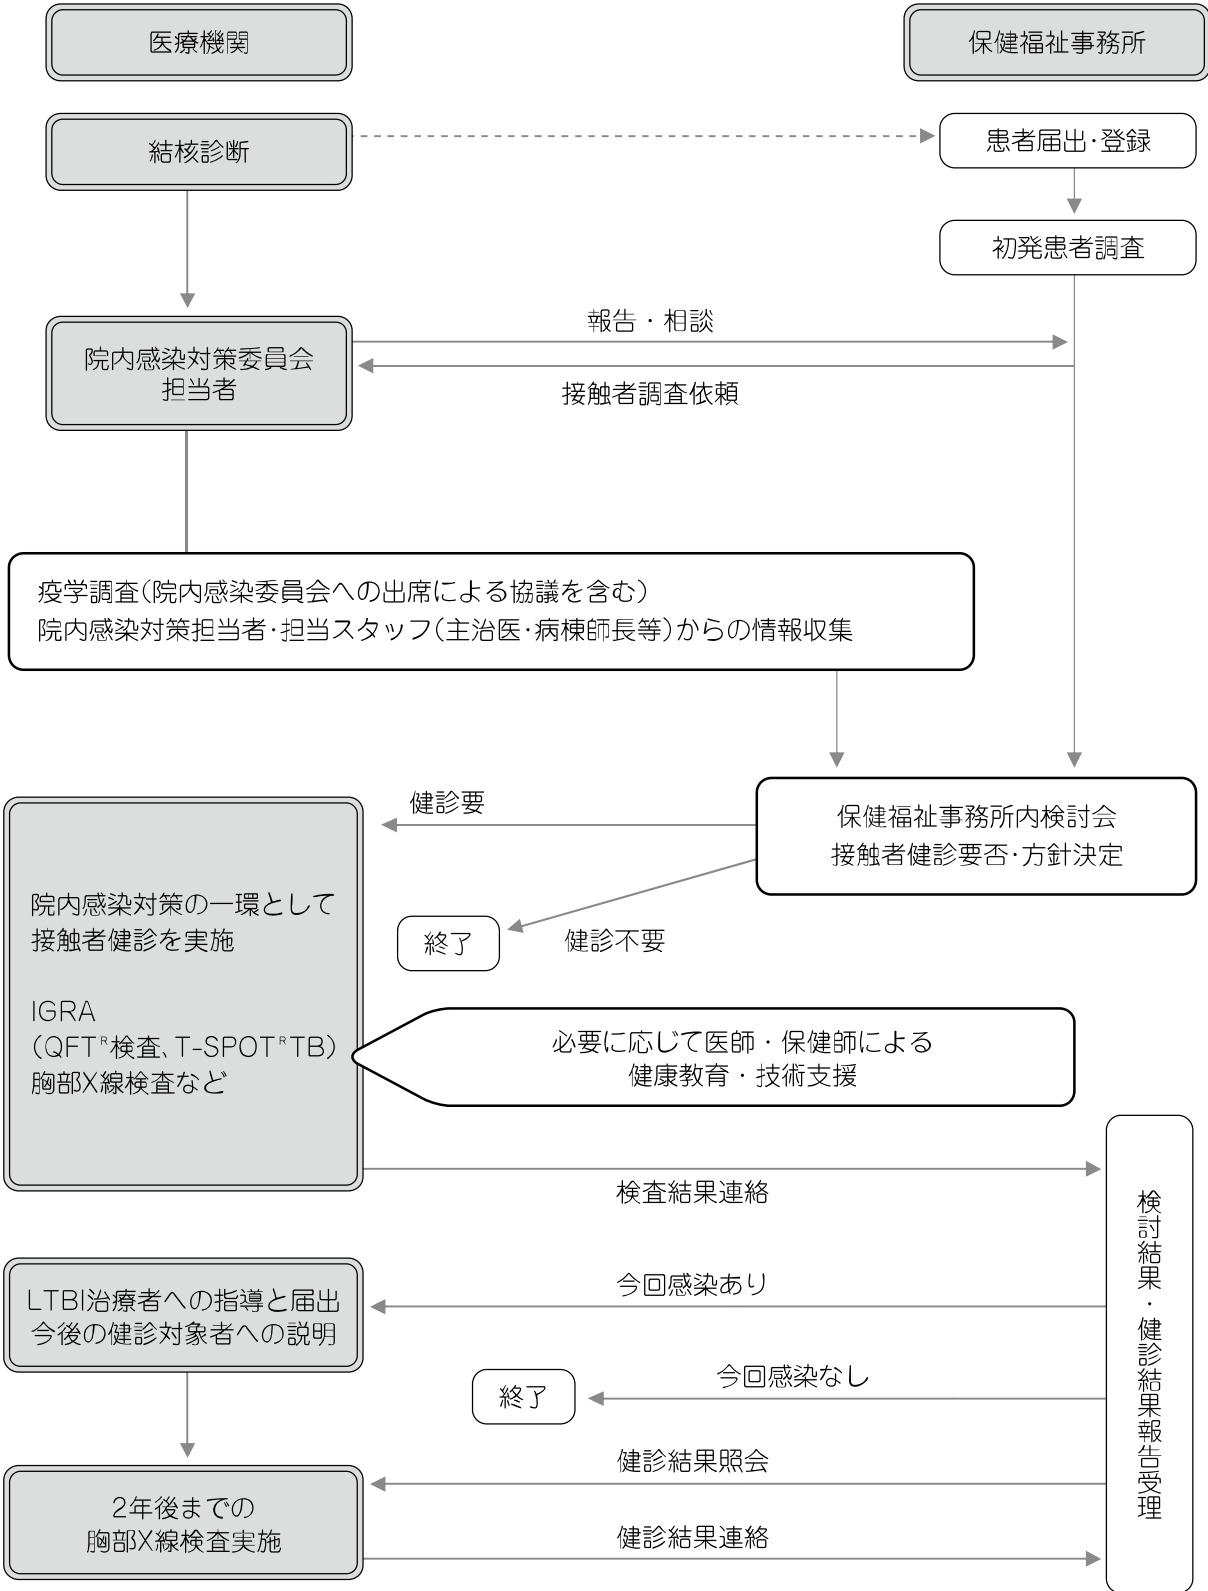 医療機関
保健福祉事務所
結核診断
患者届出・登録
初発患者調査
報告・相談
院内感染対策委員会
担当者
接触者調査依頼
疫学調査(院内感染委員会への出席による協議を含む)
院内感染対策担当者・担当スタッフ(主治医・病棟師長等)からの情報収集
健診要
保健福祉事務所内検討会
接触者健診要否・方針決定
院内感染対策の一環として
接触者健診を実施
終了
健診不要
IGRA
(QFTᴿ検査、T-SPOTᴿTB)
胸部X線検査など
必要に応じて医師・保健師による
健康教育・技術支援
検査結果連絡
検討結果・健診結果報告受理
今回感染あり
LTBI治療者への指導と届出
今後の健診対象者への説明
今回感染なし
終了
健診結果照会
2年後までの
胸部X線検査実施
健診結果連絡